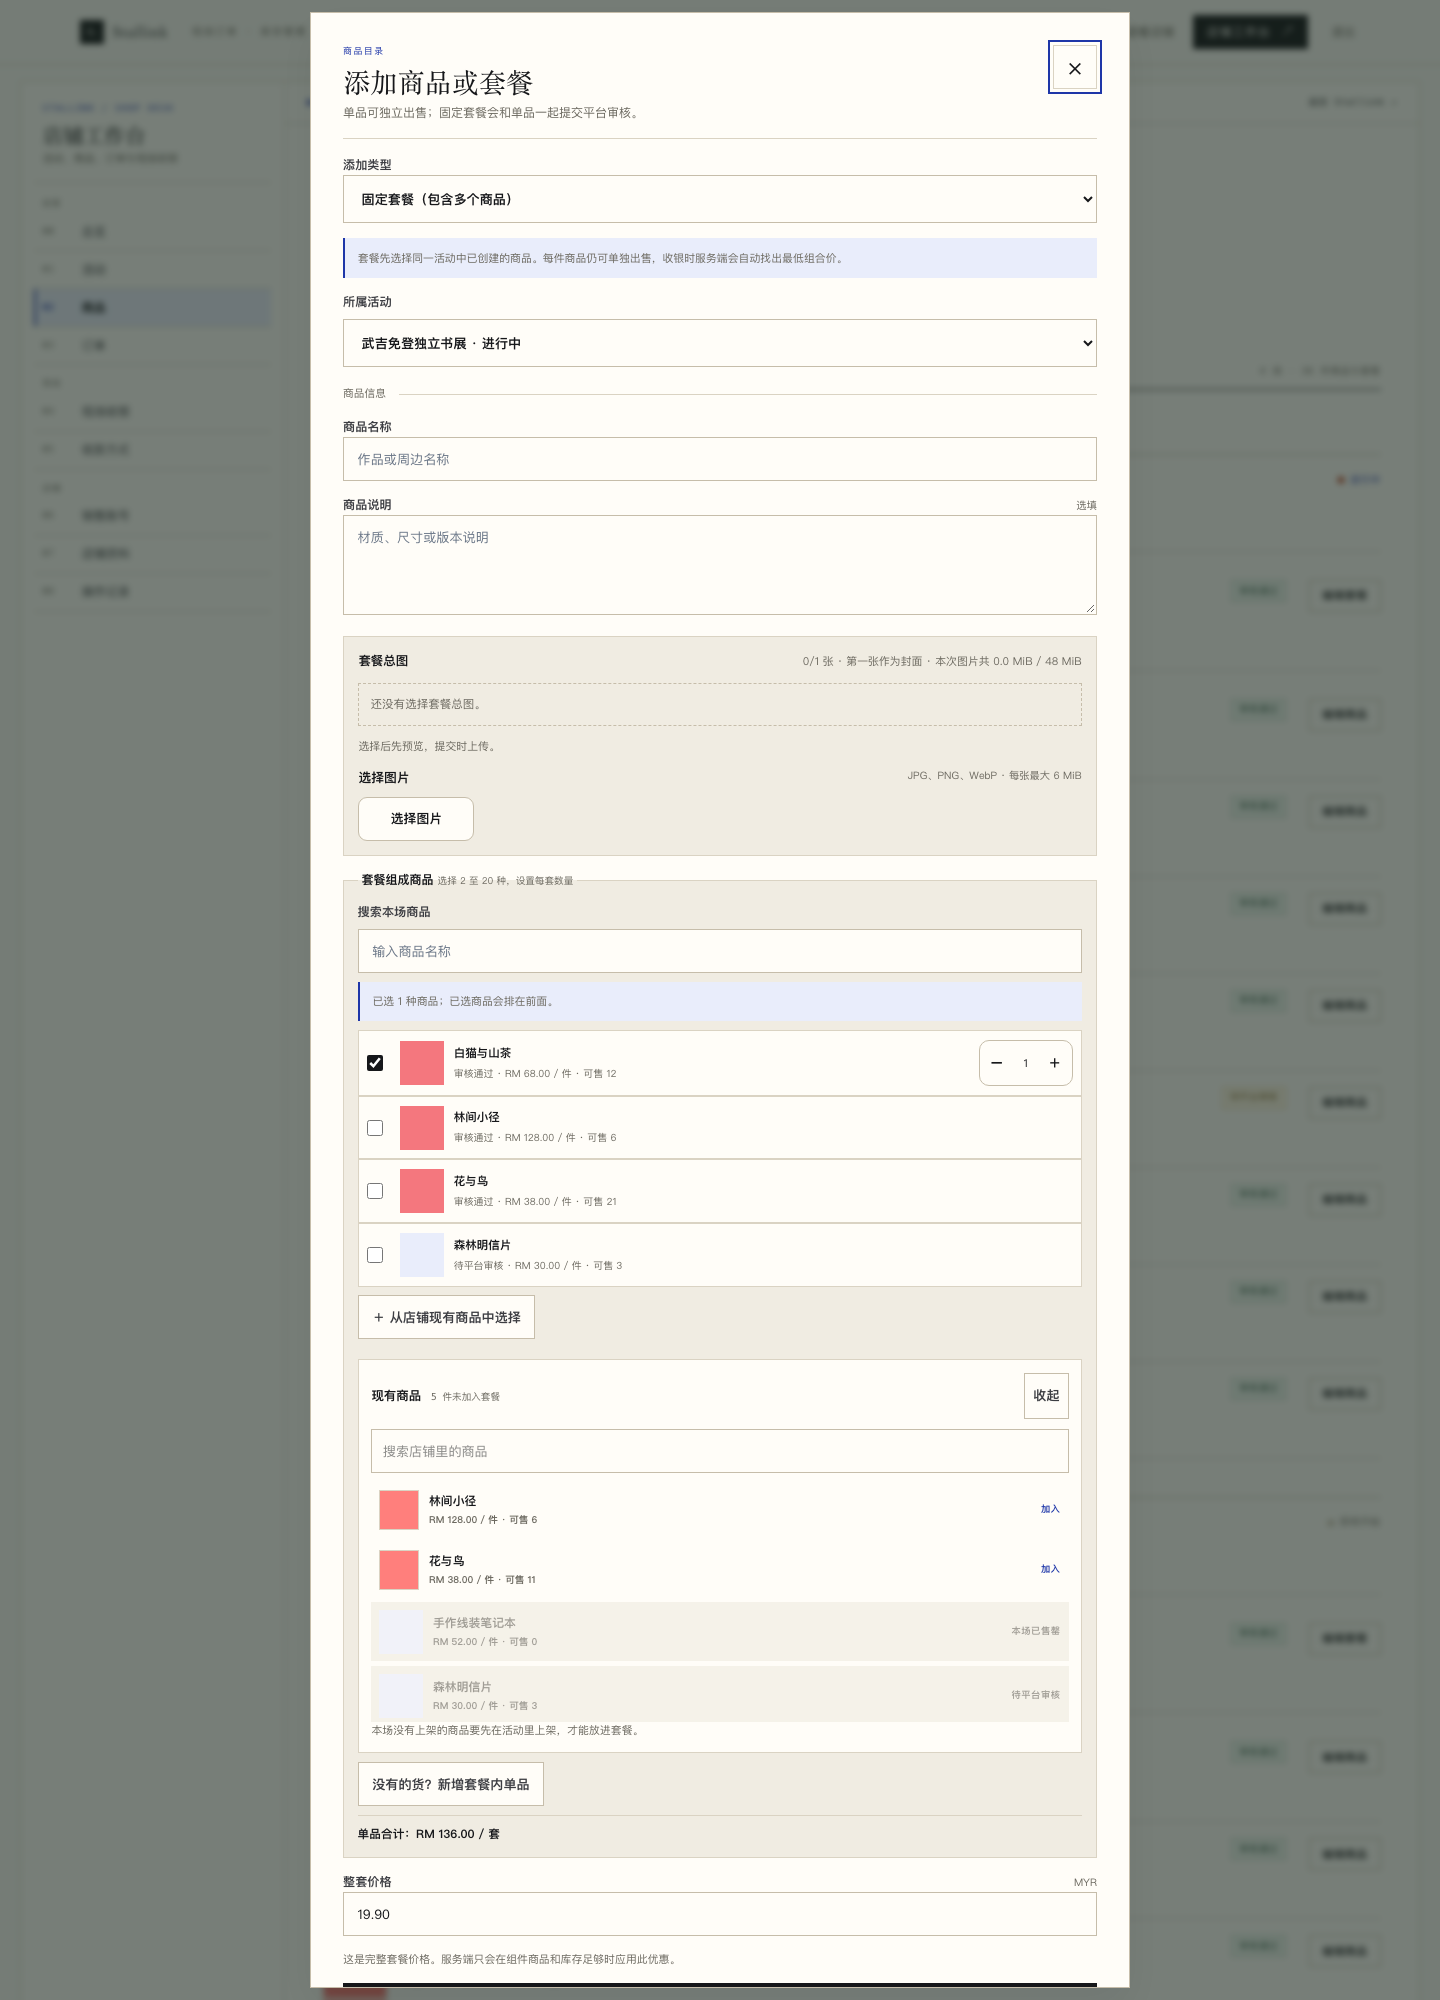 商品目录
添加商品或套餐
单品可独立出售；固定套餐会和单品一起提交平台审核。
添加类型
固定套餐（包含多个商品）
套餐先选择同一活动中已创建的商品。每件商品仍可单独出售，收银时服务端会自动找出最低组合价。
所属活动
武吉免登独立书展 · 进行中
商品信息
商品名称
作品或周边名称
商品说明 选填
材质、尺寸或版本说明
套餐总图 0/1 张 · 第一张作为封面 · 本次图片共 0.0 MiB / 48 MiB
还没有选择套餐总图。
选择后先预览，提交时上传。
选择图片 JPG、PNG、WebP · 每张最大 6 MiB
选择图片
套餐组成商品 选择 2 至 20 种，设置每套数量
搜索本场商品
输入商品名称
已选 1 种商品；已选商品会排在前面。
白猫与山茶
审核通过 · RM 68.00 / 件 · 可售 12
− 1 +
林间小径
审核通过 · RM 128.00 / 件 · 可售 6
花与鸟
审核通过 · RM 38.00 / 件 · 可售 21
森林明信片
待平台审核 · RM 30.00 / 件 · 可售 3
＋ 从店铺现有商品中选择
现有商品 5 件未加入套餐 收起
搜索店铺里的商品
林间小径
RM 128.00 / 件 · 可售 6
加入
花与鸟
RM 38.00 / 件 · 可售 11
加入
手作线装笔记本
RM 52.00 / 件 · 可售 0
本场已售罄
森林明信片
RM 30.00 / 件 · 可售 3
待平台审核
本场没有上架的商品要先在活动里上架，才能放进套餐。
没有的货？新增套餐内单品
单品合计：RM 136.00 / 套
整套价格 MYR
19.90
这是完整套餐价格。服务端只会在组件商品和库存足够时应用此优惠。
店铺工作台